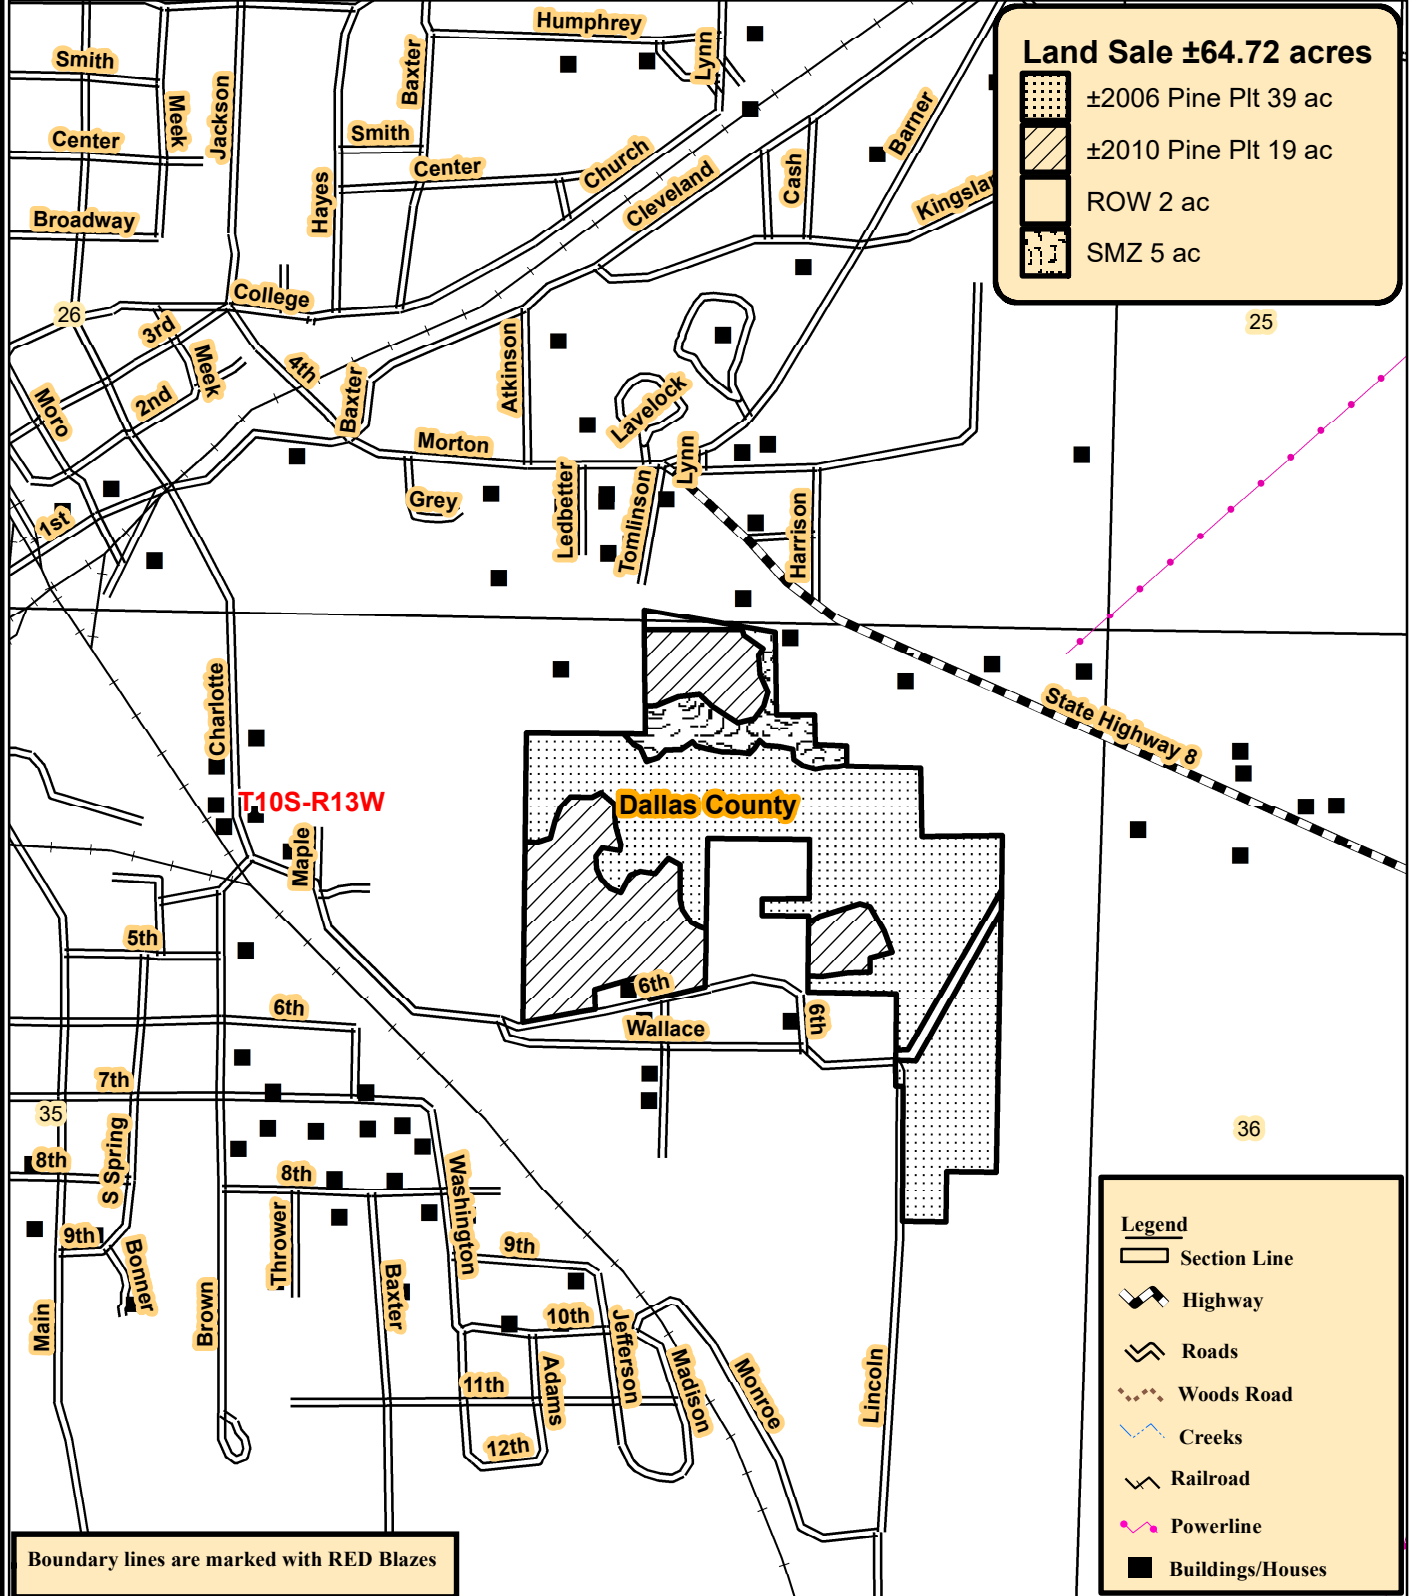 Land Sale ±64.72 acres
±2006 Pine Plt 39 ac
±2010 Pine Plt 19 ac
ROW 2 ac
SMZ 5 ac
Humphrey
Lynn
Baxter
Smith
Meek
Jackson
Center
Smith
Center
Church
Cleveland
Cash
Barner
Hayes
Broadway
College
26
25
3rd
4th
Meek
2nd
Moro
Baxter
Atkinson
Lavelock
Morton
Lynn
Grey
Ledbetter
Tomlinson
Harrison
1st
Charlotte
State Highway 8
T10S-R13W
Dallas County
Maple
5th
6th
6th
6th
Wallace
7th
35
36
8th
S Spring
8th
Washington
9th
Bonner
Thrower
Baxter
9th
10th
Main
Brown
Jefferson
Madison
Monroe
Lincoln
11th
Adams
12th
Legend
Section Line
Highway
Roads
Woods Road
Creeks
Railroad
Powerline
Buildings/Houses
Boundary lines are marked with RED Blazes